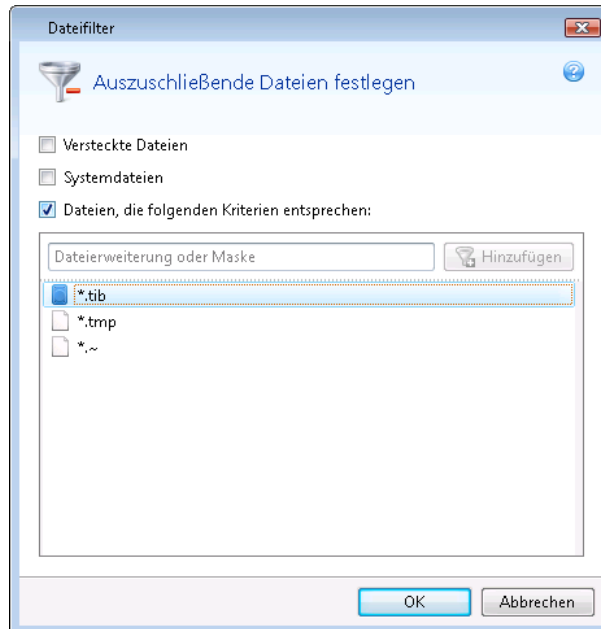 Dateifilter
Auszuschließende Dateien festlegen
Versteckte Dateien
Systemdateien
Dateien, die folgenden Kriterien entsprechen:
Dateierweiterung oder Maske
Hinzufügen
*.tib
*.tmp
*.~
OK
Abbrechen